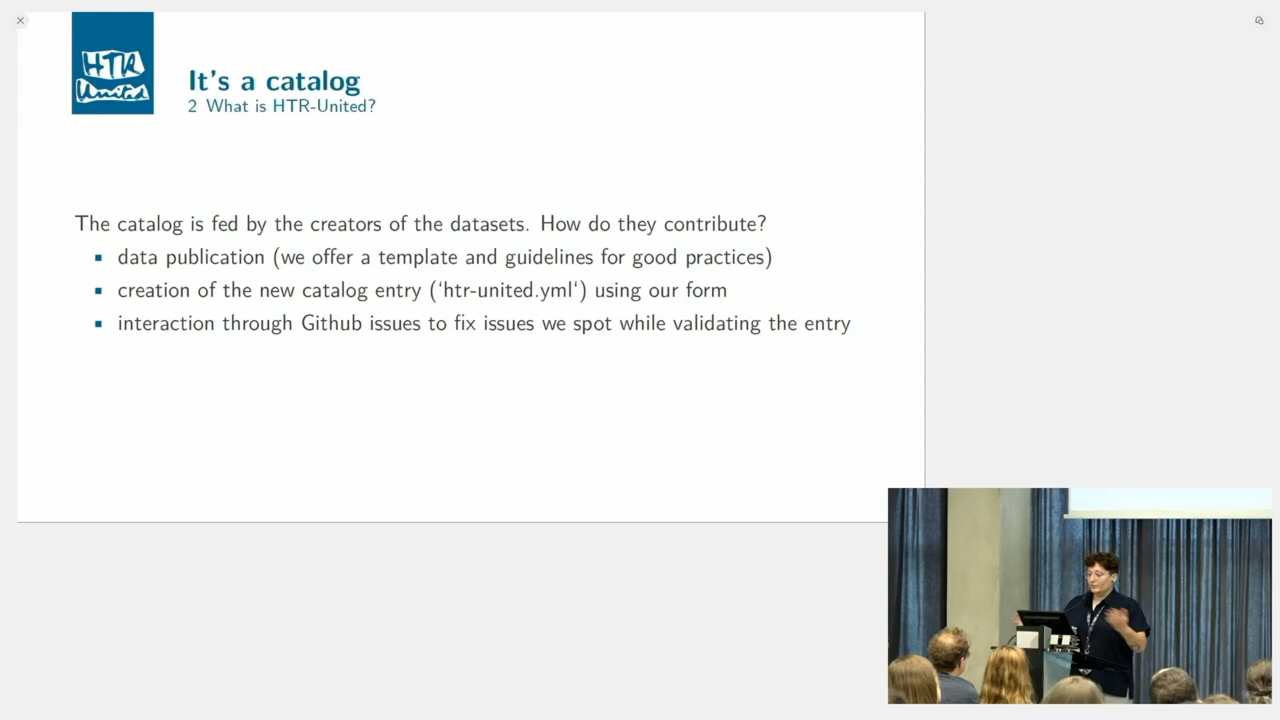 HTR
United
It's a catalog
2 What is HTR-United?
The catalog is fed by the creators of the datasets. How do they contribute?
▪ data publication (we offer a template and guidelines for good practices)
▪ creation of the new catalog entry (‘htr-united.yml‘) using our form
▪ interaction through Github issues to fix issues we spot while validating the entry